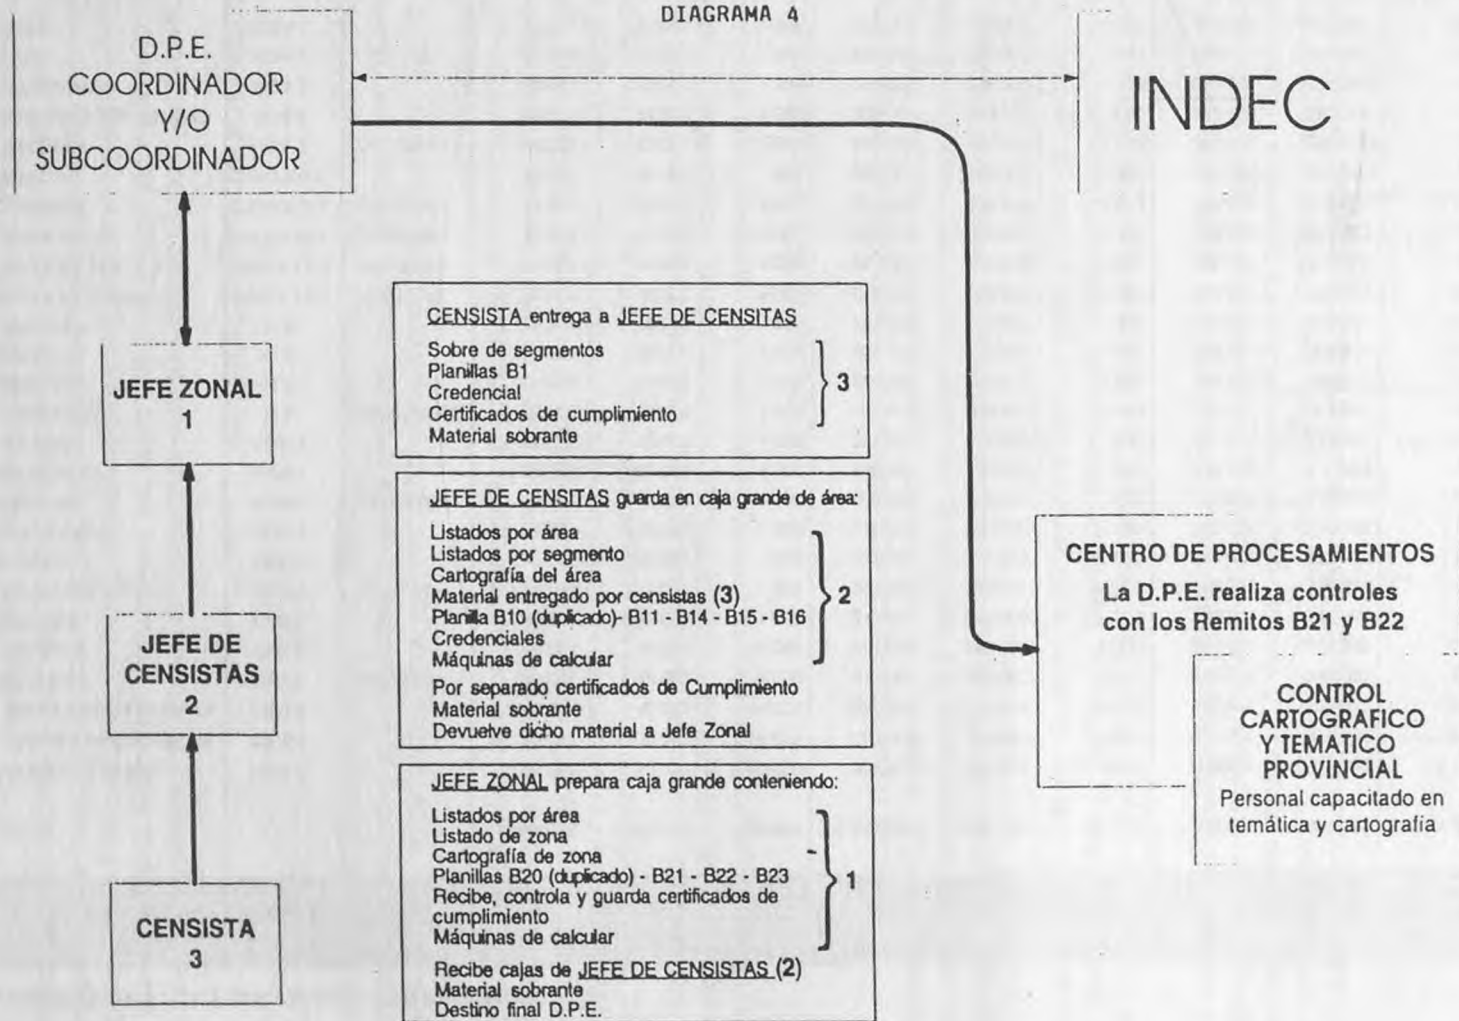 DIAGRAMA 4
D.P.E.
COORDINADOR
Y/O
SUBCOORDINADOR
INDEC
JEFE ZONAL
1
JEFE DE
CENSISTAS
2
CENSISTA
3
CENSISTA entrega a JEFE DE CENSITAS
Sobre de segmentos
Planillas B1
Credencial
Certificados de cumplimiento
Material sobrante
3
JEFE DE CENSITAS guarda en caja grande de área:
Listados por área
Listados por segmento
Cartografía del área
Material entregado por censistas (3)
Planilla B10 (duplicado)- B11 - B14 - B15 - B16
Credenciales
Máquinas de calcular
2
Por separado certificados de Cumplimiento
Material sobrante
Devuelve dicho material a Jefe Zonal
JEFE ZONAL prepara caja grande conteniendo:
Listados por área
Listado de zona
Cartografía de zona
Planillas B20 (duplicado) - B21 - B22 - B23
Recibe, controla y guarda certificados de
cumplimiento
Máquinas de calcular
1
Recibe cajas de JEFE DE CENSISTAS (2)
Material sobrante
Destino final D.P.E.
CENTRO DE PROCESAMIENTOS
La D.P.E. realiza controles
con los Remitos B21 y B22
CONTROL
CARTOGRAFICO
Y TEMATICO
PROVINCIAL
Personal capacitado en
temática y cartografía